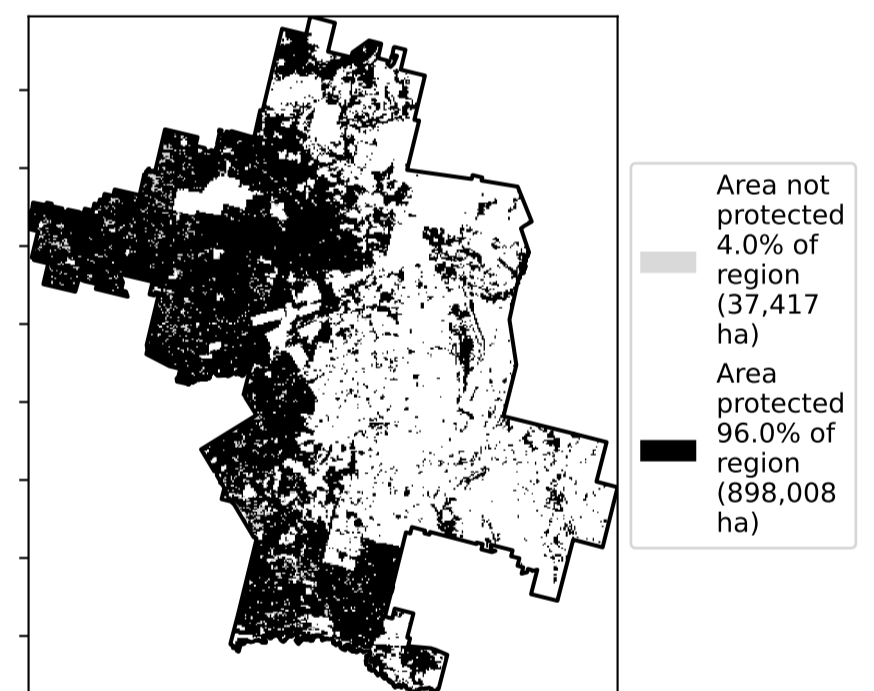 Area not
protected
4.0% of
region
(37,417
ha)
Area
protected
96.0% of
region
(898,008
ha)